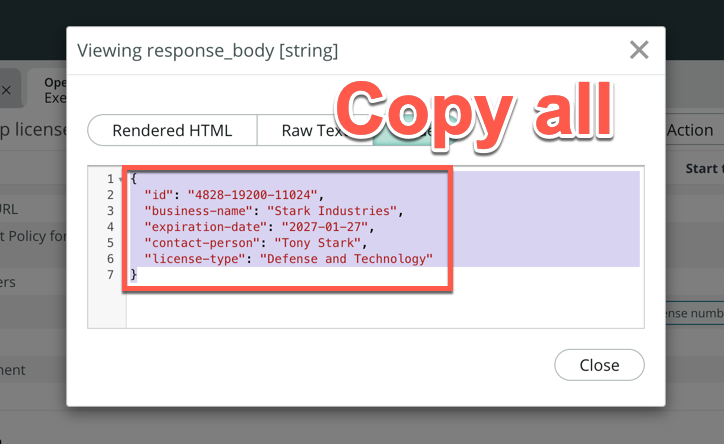 Viewing response_body [string]
Ope
Exe
p license
Copy all
Rendered HTML
Raw Tex
Action
Start t
1 {
2 "id": "4828-19200-11024",
3 "business-name": "Stark Industries",
4 "expiration-date": "2027-01-27",
5 "contact-person": "Tony Stark",
6 "license-type": "Defense and Technology"
7 }
URL
t Policy for
ers
ense numb
ment
Close